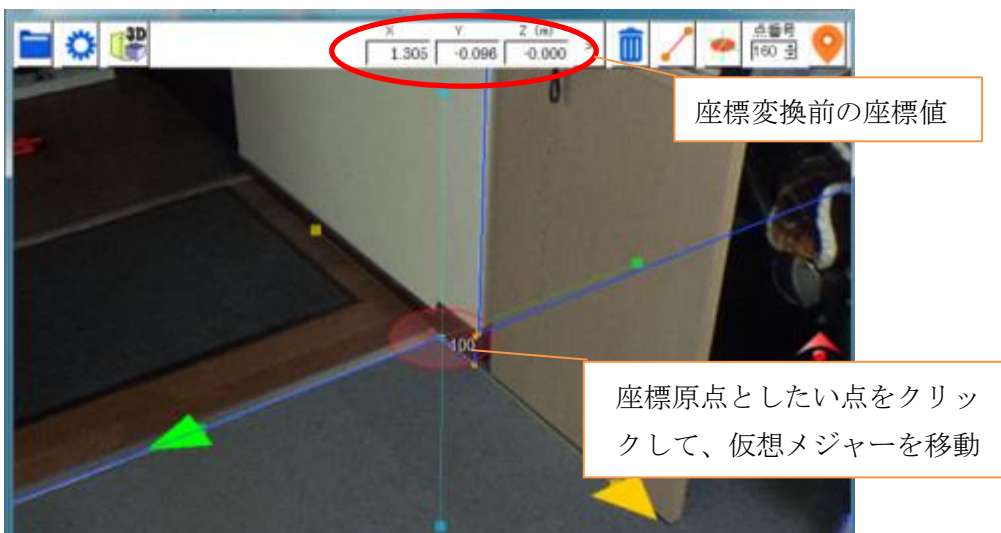 3D
X Y Z (m)
1.305 -0.096 -0.000
点番号
160
座標変換前の座標値
100
座標原点としたい点をクリッ
クして、仮想メジャーを移動